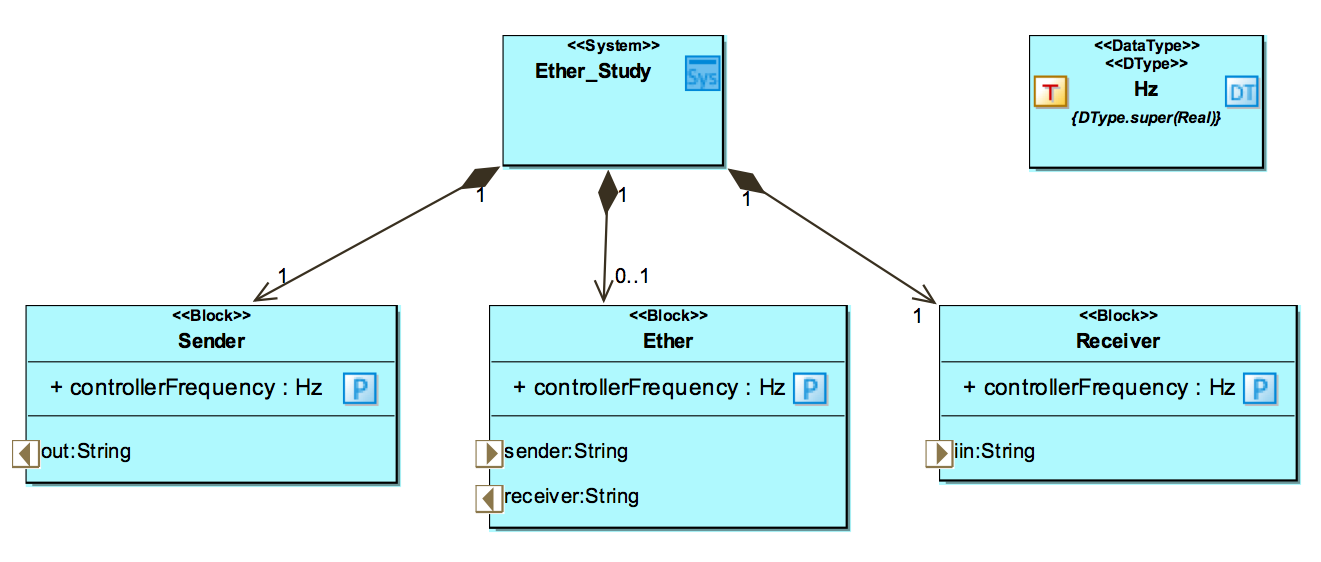 <<System>>
Ether_Study
Sys
<<DataType>>
<<DType>>
T
Hz
DT
{DType.super(Real)}
1
1
1
1
0..1
1
<<Block>>
Sender
+ controllerFrequency : Hz
P
out:String
<<Block>>
Ether
+ controllerFrequency : Hz
P
sender:String
receiver:String
<<Block>>
Receiver
+ controllerFrequency : Hz
P
iin:String